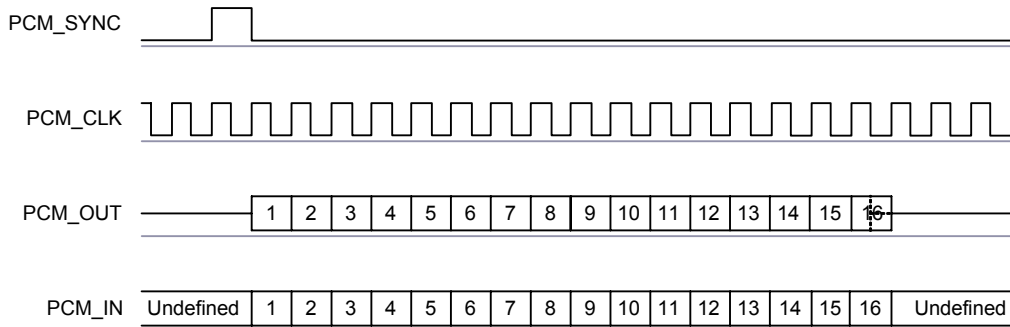 PCM_SYNC
PCM_CLK
PCM_OUT 1 2 3 4 5 6 7 8 9 10 11 12 13 14 15 16
PCM_IN Undefined 1 2 3 4 5 6 7 8 9 10 11 12 13 14 15 16 Undefined